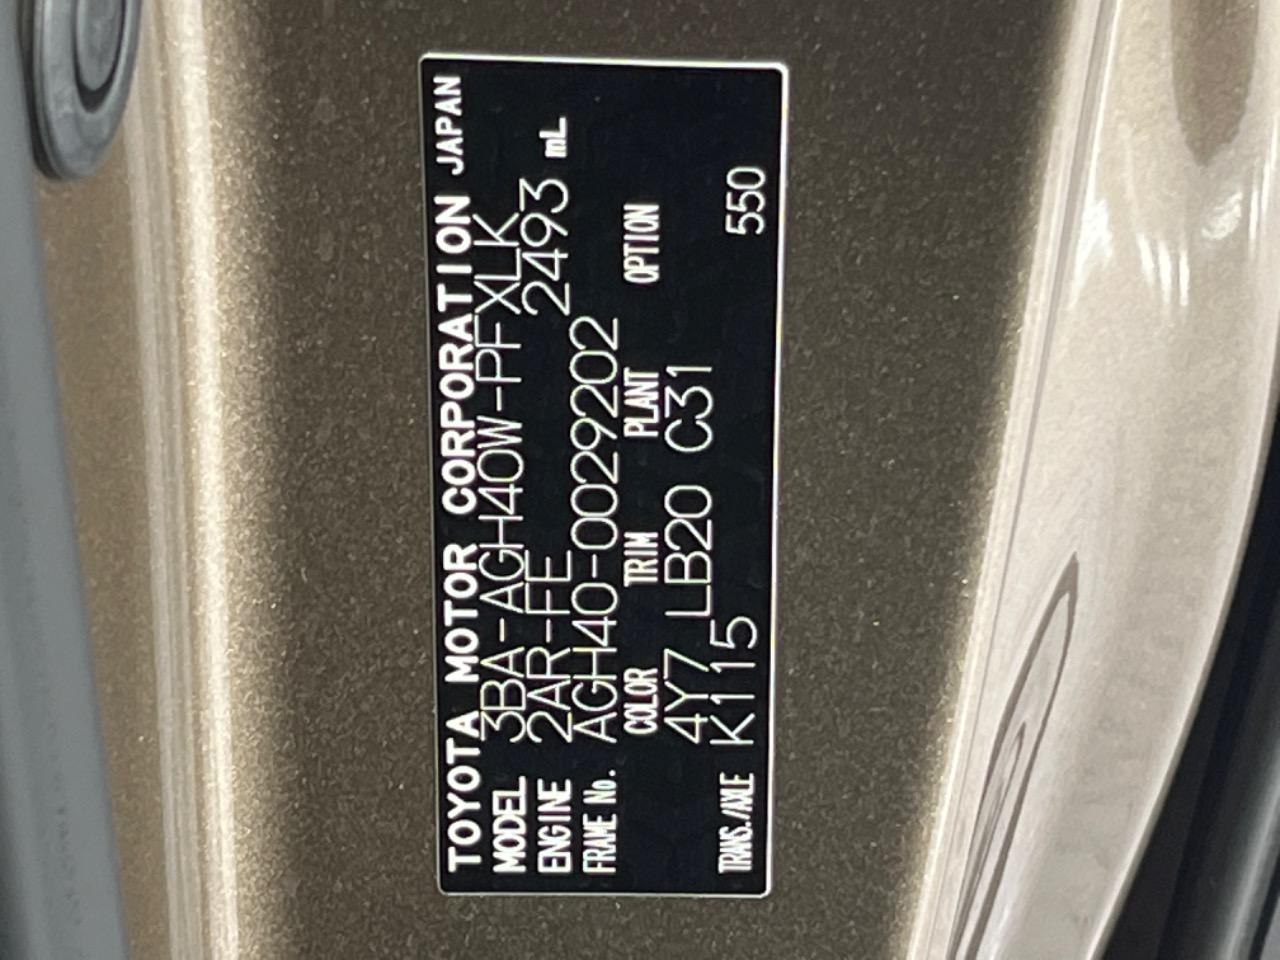 TOYOTA MOTOR CORPORATION JAPAN
MODEL 3BA-AGH40W-PFXLK
ENGINE 2AR-FE 2493 mL
FRAME No. AGH40-0029202
COLOR TRIM PLANT OPTION
4Y7 LB20 C31
TRANS./AXLE K115 550